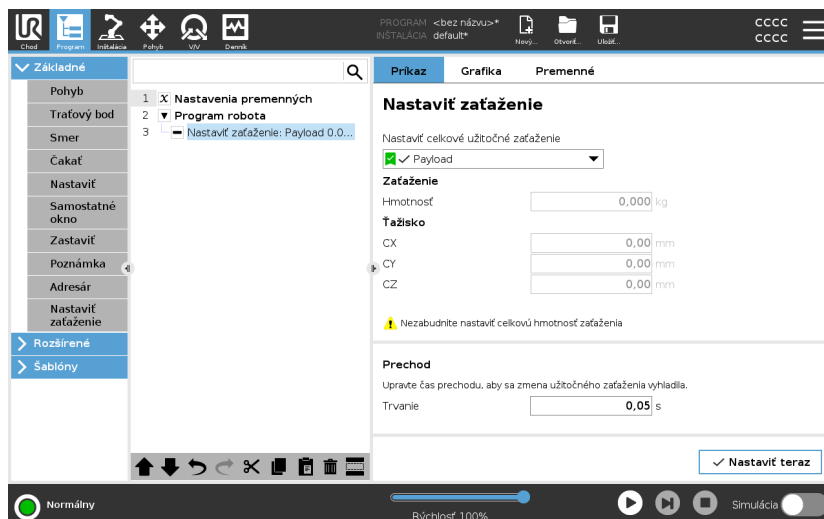 UR
PROGRAM <bez názvu>*
INŠTALÁCIA default*
CCCC
CCCC
Chod
Program
Inštalácia
Pohyb
V/V
Denník
Nový...
Otvoriť...
Uložiť...
Základné
Pohyb
Traťový bod
Smer
Čakať
Nastaviť
Samostatné
okno
Zastaviť
Poznámka
Adresár
Nastaviť
zaťaženie
Rozšírené
Šablóny
1 X Nastavenia premenných
2 Program robota
3 Nastaviť zaťaženie: Payload 0.0...
Príkaz Grafika Premenné
Nastaviť zaťaženie
Nastaviť celkové užitočné zaťaženie
Payload
Zaťaženie
Hmotnosť 0,000 kg
Ťažisko
CX 0,00 mm
CY 0,00 mm
CZ 0,00 mm
Nezabudnite nastaviť celkovú hmotnosť zaťaženia
Prechod
Upravte čas prechodu, aby sa zmena užitočného zaťaženia vyhladila.
Trvanie 0,05 s
Nastaviť teraz
Normálny
Rýchlosť 100%
Simulácia